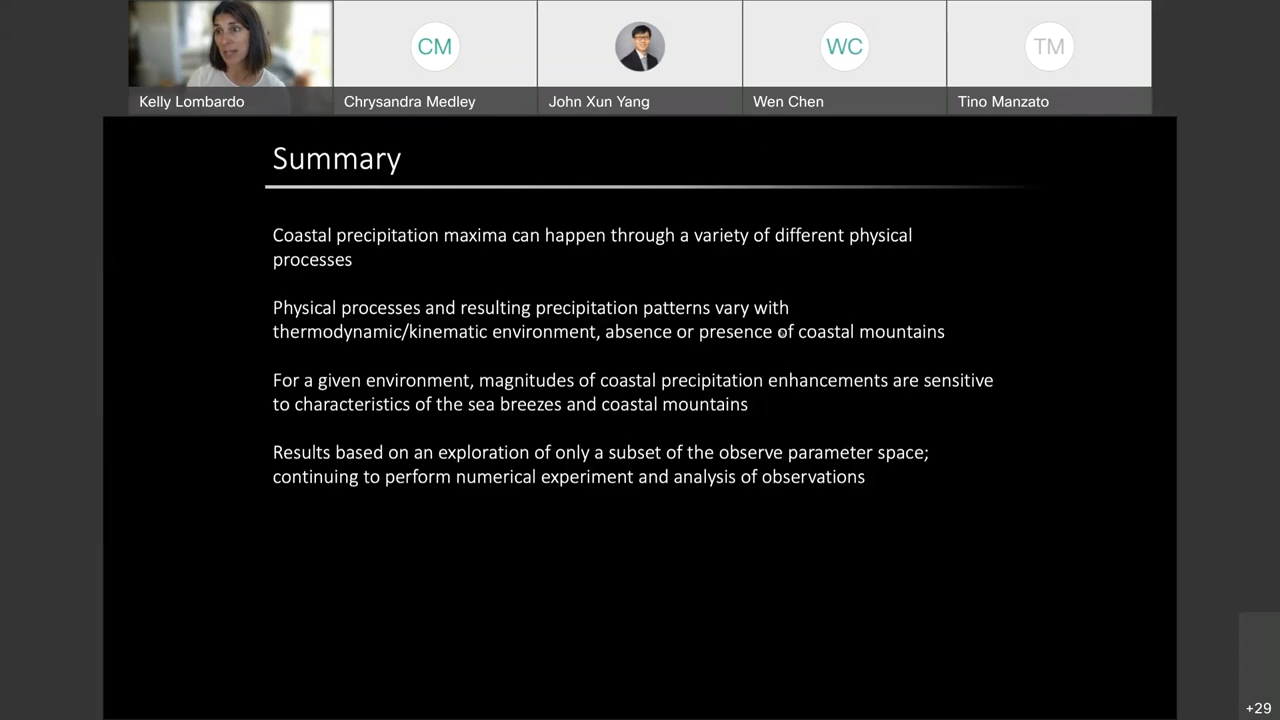 CM
WC
TM
Kelly Lombardo
Chrysandra Medley
John Xun Yang
Wen Chen
Tino Manzato
Summary
Coastal precipitation maxima can happen through a variety of different physical
processes
Physical processes and resulting precipitation patterns vary with
thermodynamic/kinematic environment, absence or presence of coastal mountains
For a given environment, magnitudes of coastal precipitation enhancements are sensitive
to characteristics of the sea breezes and coastal mountains
Results based on an exploration of only a subset of the observe parameter space;
continuing to perform numerical experiment and analysis of observations
+29